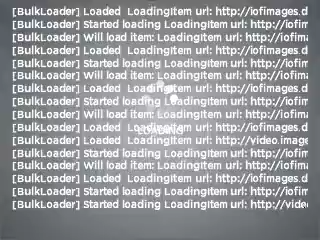 [BulkLoader] Loaded LoadingItem url: http://iofimages.d
[BulkLoader] Started loading LoadingItem url: http://iofim
[BulkLoader] Will load item: LoadingItem url: http://iofima
[BulkLoader] Loaded LoadingItem url: http://iofimages.d
[BulkLoader] Started loading LoadingItem url: http://iofim
[BulkLoader] Will load item: LoadingItem url: http://iofima
[BulkLoader] Loaded LoadingItem url: http://iofimages.d
[BulkLoader] Started loading LoadingItem url: http://iofim
[BulkLoader] Will load item: LoadingItem url: http://iofima
[BulkLoader] Loaded LoadingItem url: http://iofimages.d
LOADING
[BulkLoader] Loaded LoadingItem url: http://video.image
[BulkLoader] Started loading LoadingItem url: http://iofim
[BulkLoader] Will load item: LoadingItem url: http://iofima
[BulkLoader] Loaded LoadingItem url: http://iofimages.d
[BulkLoader] Started loading LoadingItem url: http://iofim
[BulkLoader] Started loading LoadingItem url: http://vide